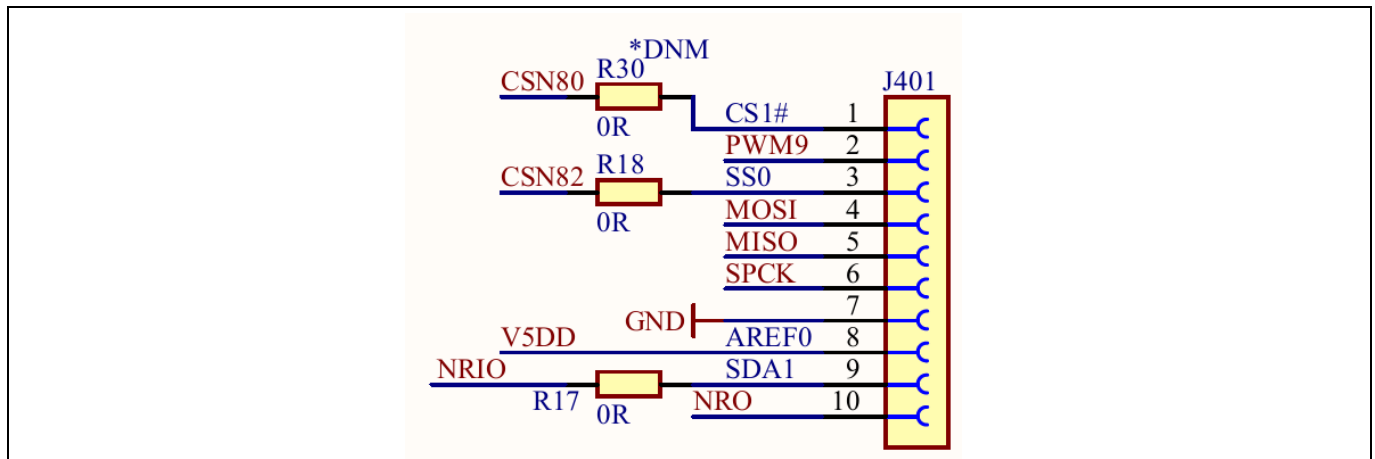 *DNM
CSN80 R30 J401
0R CS1# 1
PWM9 2
CSN82 R18 SS0 3
0R MOSI 4
MISO 5
SPCK 6
GND 7
V5DD AREF0 8
NRIO SDA1 9
R17 0R NRO 10